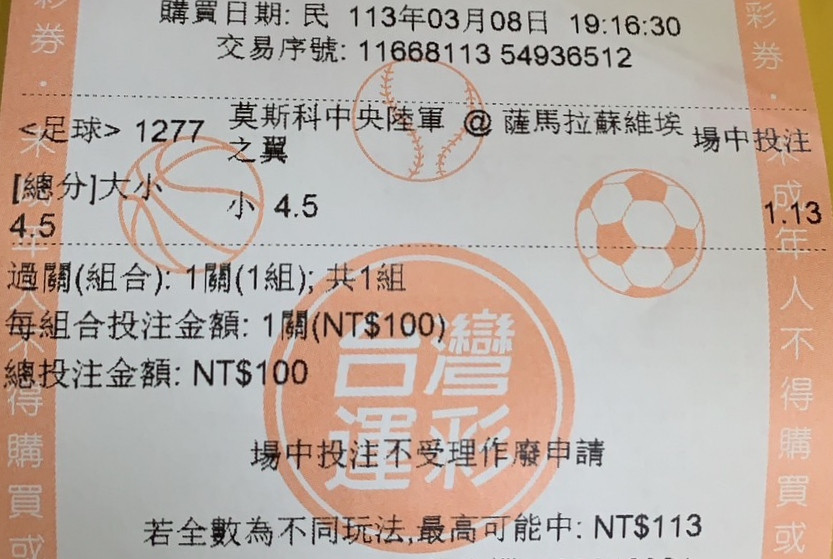 購買日期: 民 113年03月08日 19:16:30
交易序號: 11668113 54936512
<足球> 1277 莫斯科中央陸軍 @ 薩馬拉蘇維埃之翼 場中投注
[總分]大小 4.5 小 4.5 1.13
過關(組合): 1關(1組); 共1組
每組合投注金額: 1關(NT$100)
總投注金額: NT$100
台灣
運彩
場中投注不受理作廢申請
若全數為不同玩法,最高可能中: NT$113
彩券.未成年人不得購買或
彩券.未成年人不得購買或